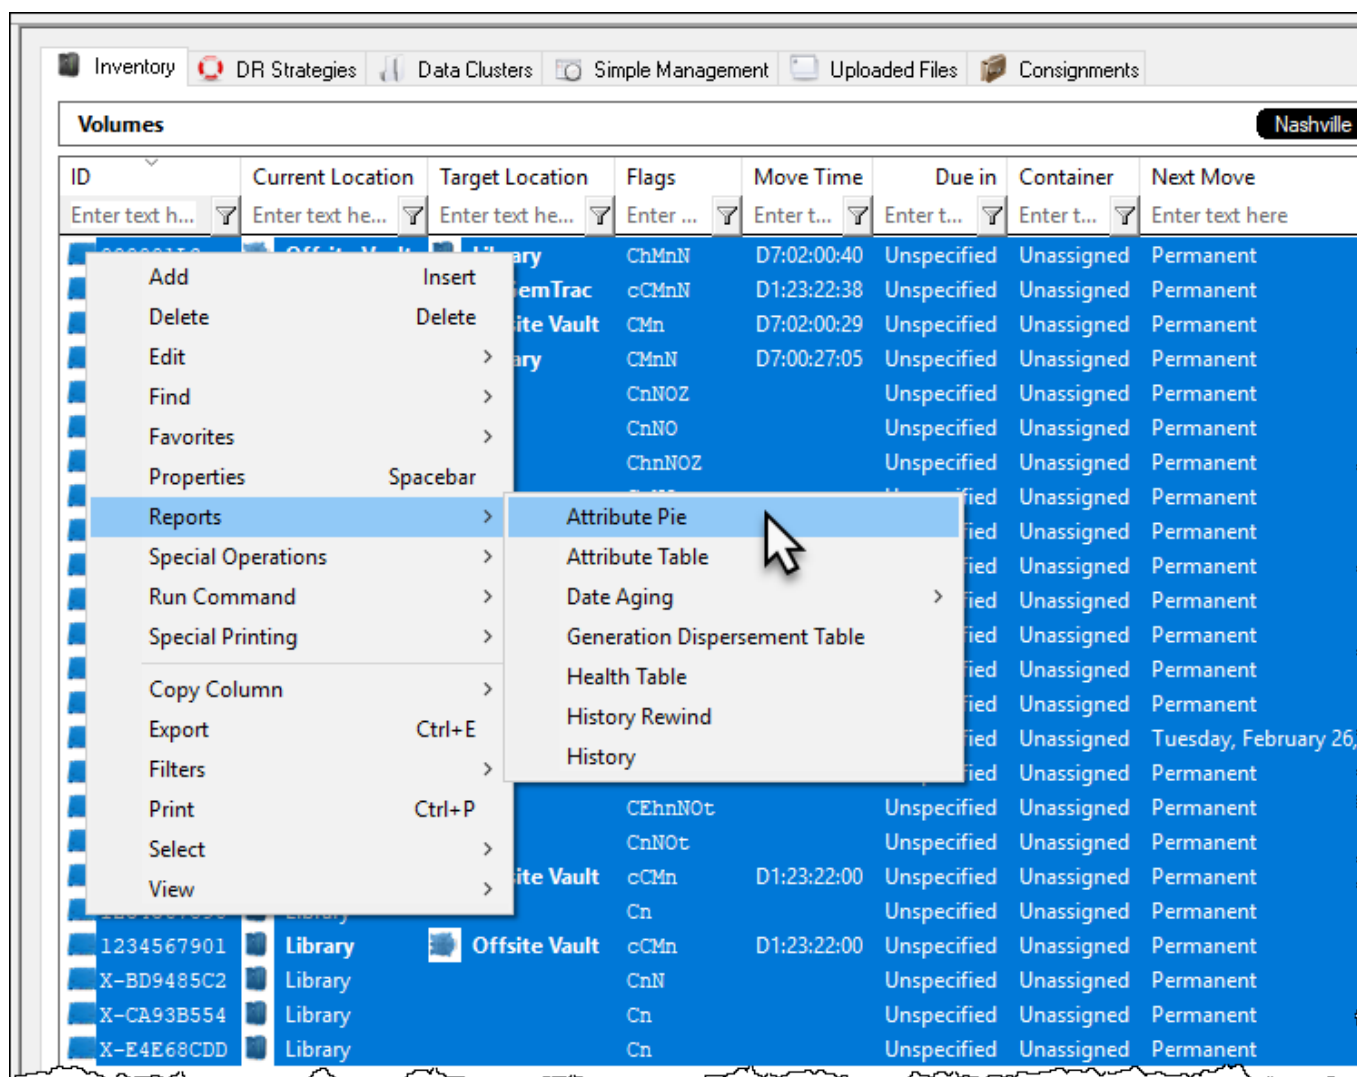 Inventory DR Strategies Data Clusters Simple Management Uploaded Files Consignments
Volumes Nashville
ID Current Location Target Location Flags Move Time Due in Container Next Move
Enter text h... Enter text he... Enter text he... Enter ... Enter t... Enter t... Enter t... Enter text here
ChMnN D7:02:00:40 Unspecified Unassigned Permanent
Add Insert
cCMnN D1:23:22:38 Unspecified Unassigned Permanent
Delete Delete
ite Vault CMn D7:02:00:29 Unspecified Unassigned Permanent
Edit
ary CMnN D7:00:27:05 Unspecified Unassigned Permanent
Find
CnNOZ Unspecified Unassigned Permanent
Favorites
CnNO Unspecified Unassigned Permanent
Properties Spacebar
ChnNOZ Unspecified Unassigned Permanent
fied Unassigned Permanent
Reports
Attribute Pie
fied Unassigned Permanent
Special Operations
Attribute Table
fied Unassigned Permanent
Run Command
Date Aging
fied Unassigned Permanent
Special Printing
Generation Dispersement Table
fied Unassigned Permanent
Health Table
fied Unassigned Permanent
Copy Column
History Rewind
fied Unassigned Permanent
Export Ctrl+E
fied Unassigned Tuesday, February 26,
History
Filters
fied Unassigned Permanent
Print Ctrl+P
CEhnNOt Unspecified Unassigned Permanent
Select
CnNOt Unspecified Unassigned Permanent
View
ite Vault cCMn D1:23:22:00 Unspecified Unassigned Permanent
Cn Unspecified Unassigned Permanent
1234567901 Library Offsite Vault cCMn D1:23:22:00 Unspecified Unassigned Permanent
X-BD9485C2 Library CnN Unspecified Unassigned Permanent
X-CA93B554 Library Cn Unspecified Unassigned Permanent
X-E4E68CDD Library Cn Unspecified Unassigned Permanent